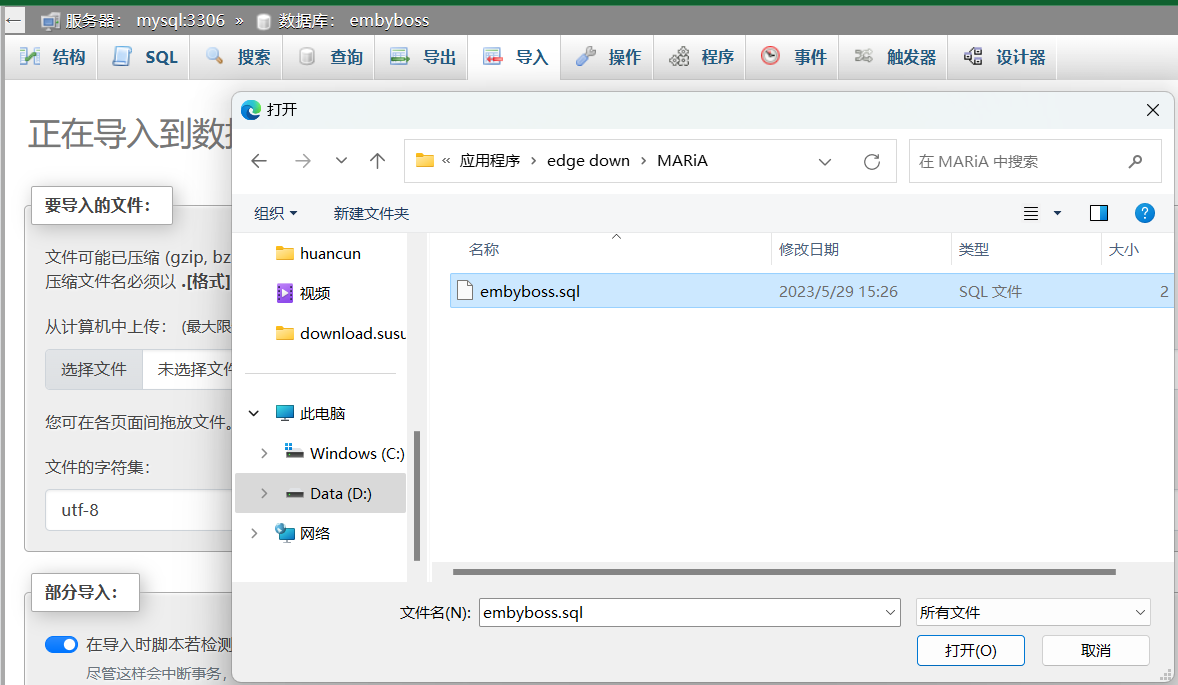 服务器： mysql:3306 » 数据库： embyboss
结构 SQL 搜索 查询 导出 导入 操作 程序 事件 触发器 设计器
正在导入到数据
要导入的文件：
文件可能已压缩 (gzip, bz
压缩文件名必须以 .[格式]
从计算机中上传： (最大限
选择文件 未选择文件
您可在各页面间拖放文件。
文件的字符集：
utf-8
部分导入：
在导入时脚本若检测
尽管这样会中断事务，
打开
« 应用程序 › edge down › MARiA
在 MARiA 中搜索
组织 新建文件夹
huancun
视频
download.susu
此电脑
Windows (C:)
Data (D:)
网络
名称 修改日期 类型 大小
embyboss.sql 2023/5/29 15:26 SQL 文件 2
文件名(N): embyboss.sql 所有文件
打开(O) 取消